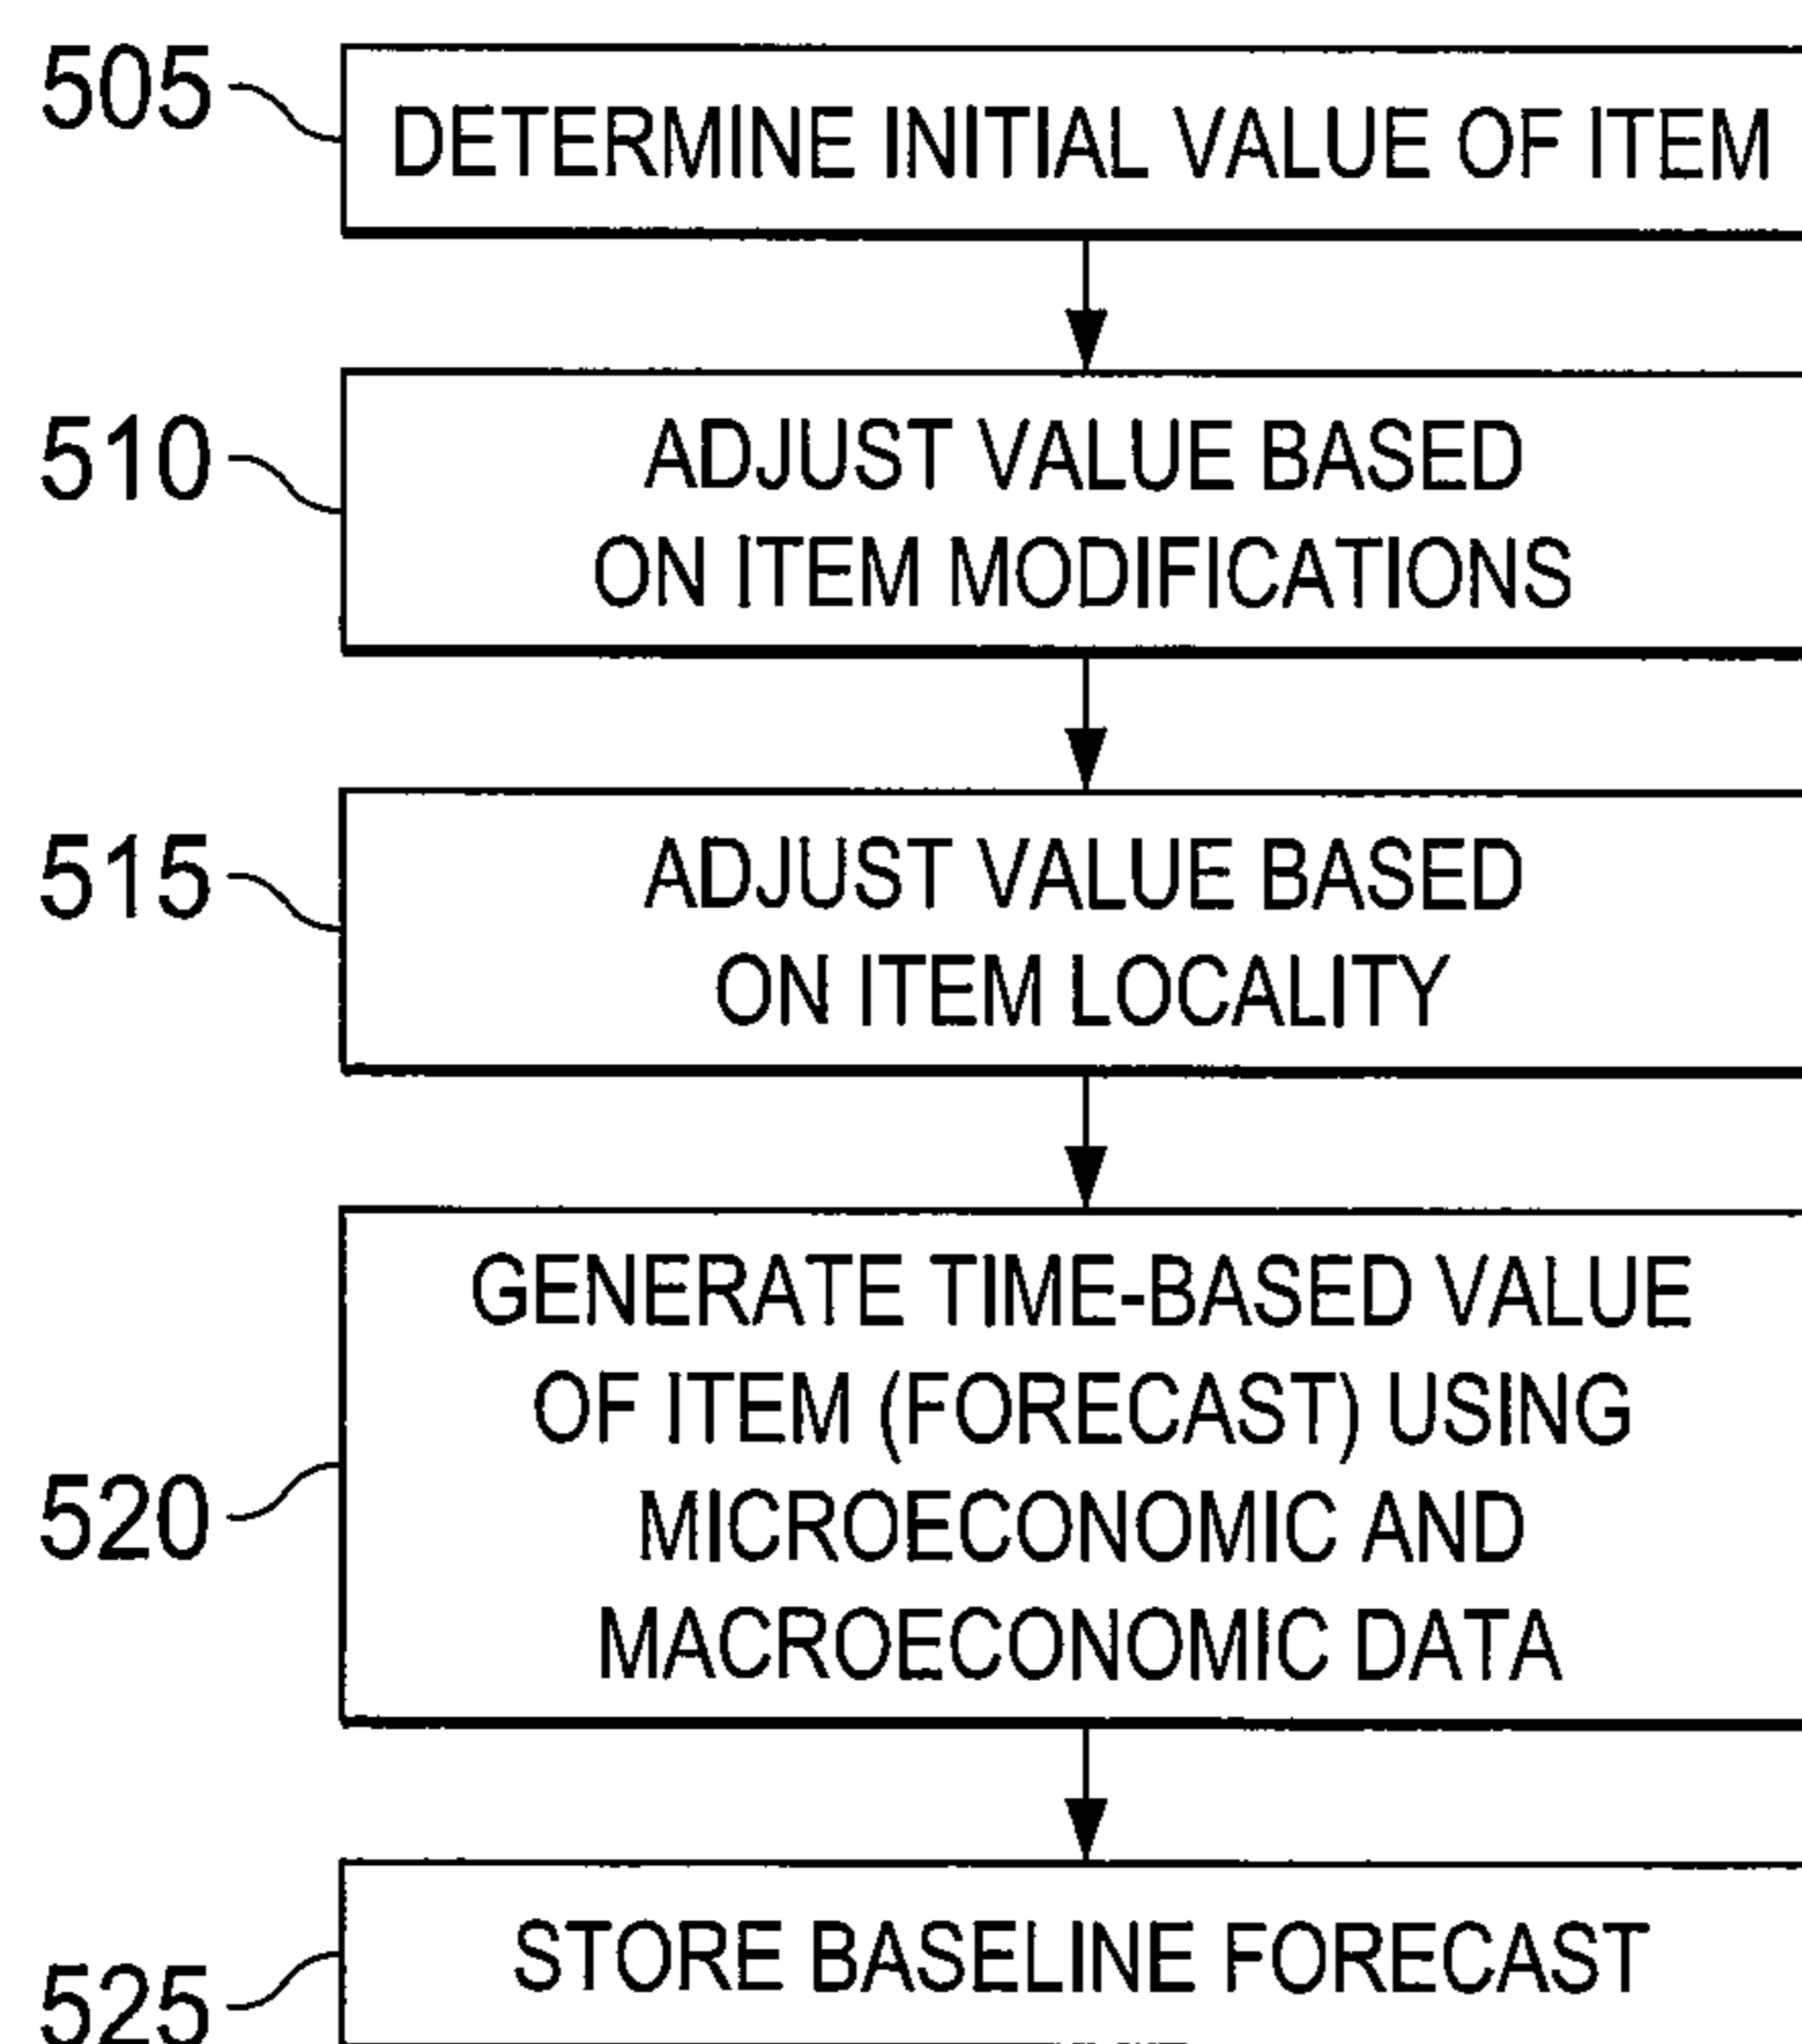 505
DETERMINE INITIAL VALUE OF ITEM
510
ADJUST VALUE BASED
ON ITEM MODIFICATIONS
515
ADJUST VALUE BASED
ON ITEM LOCALITY
520
GENERATE TIME-BASED VALUE
OF ITEM (FORECAST) USING
MICROECONOMIC AND
MACROECONOMIC DATA
525
STORE BASELINE FORECAST